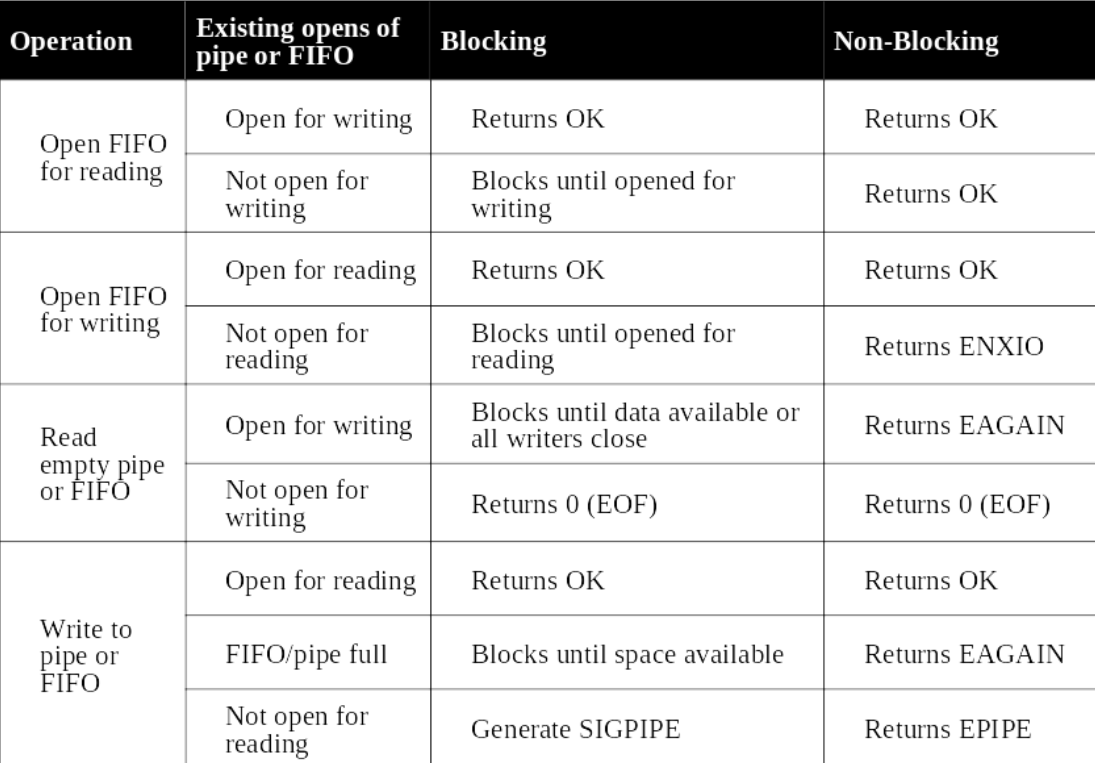 Operation
Existing opens of
pipe or FIFO
Blocking
Non-Blocking
Open FIFO
for reading
Open for writing
Returns OK
Returns OK
Not open for
writing
Blocks until opened for
writing
Returns OK
Open FIFO
for writing
Open for reading
Returns OK
Returns OK
Not open for
reading
Blocks until opened for
reading
Returns ENXIO
Read
empty pipe
or FIFO
Open for writing
Blocks until data available or
all writers close
Returns EAGAIN
Not open for
writing
Returns 0 (EOF)
Returns 0 (EOF)
Write to
pipe or
FIFO
Open for reading
Returns OK
Returns OK
FIFO/pipe full
Blocks until space available
Returns EAGAIN
Not open for
reading
Generate SIGPIPE
Returns EPIPE